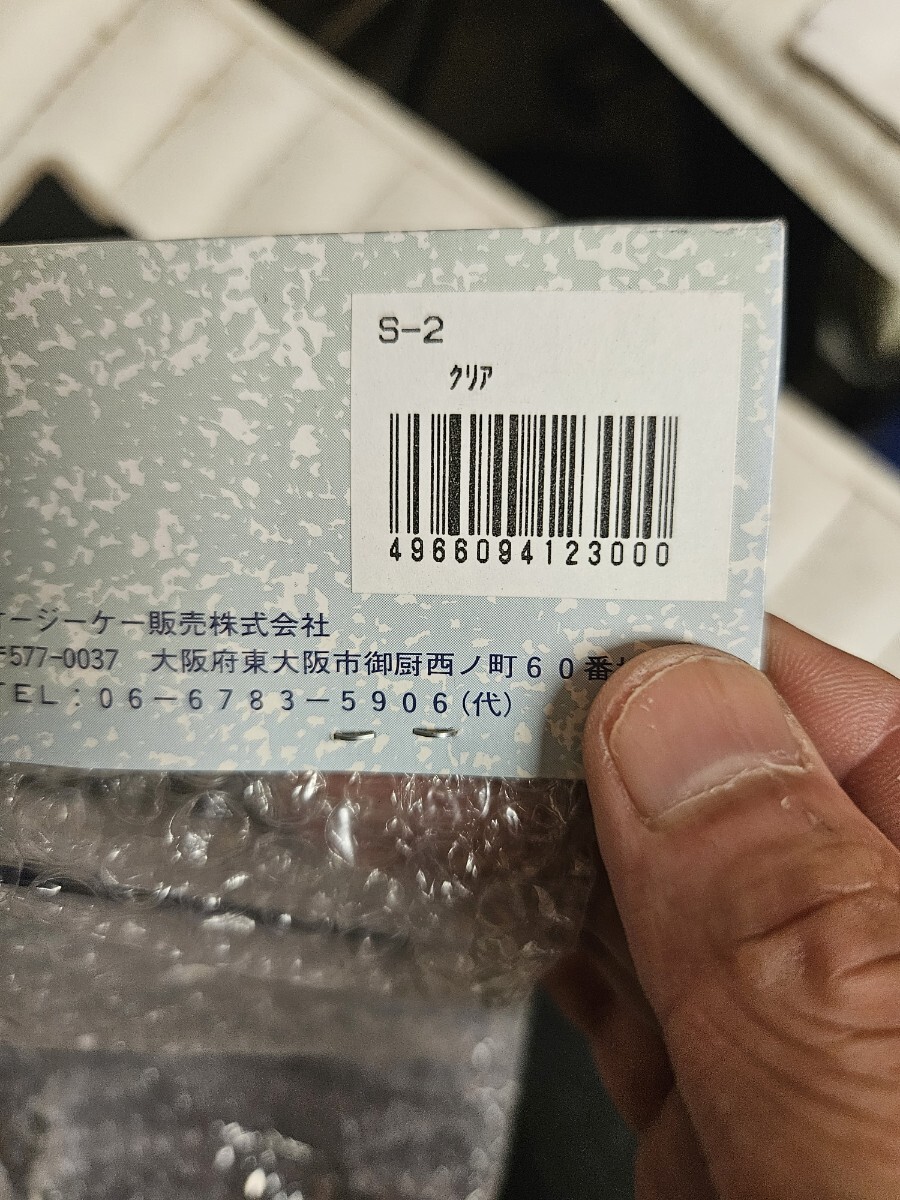 S-2
クリア
4966094123000
ージーケー販売株式会社
〒577-0037 大阪府東大阪市御厨西ノ町60番
TEL:06-6783-5906(代)